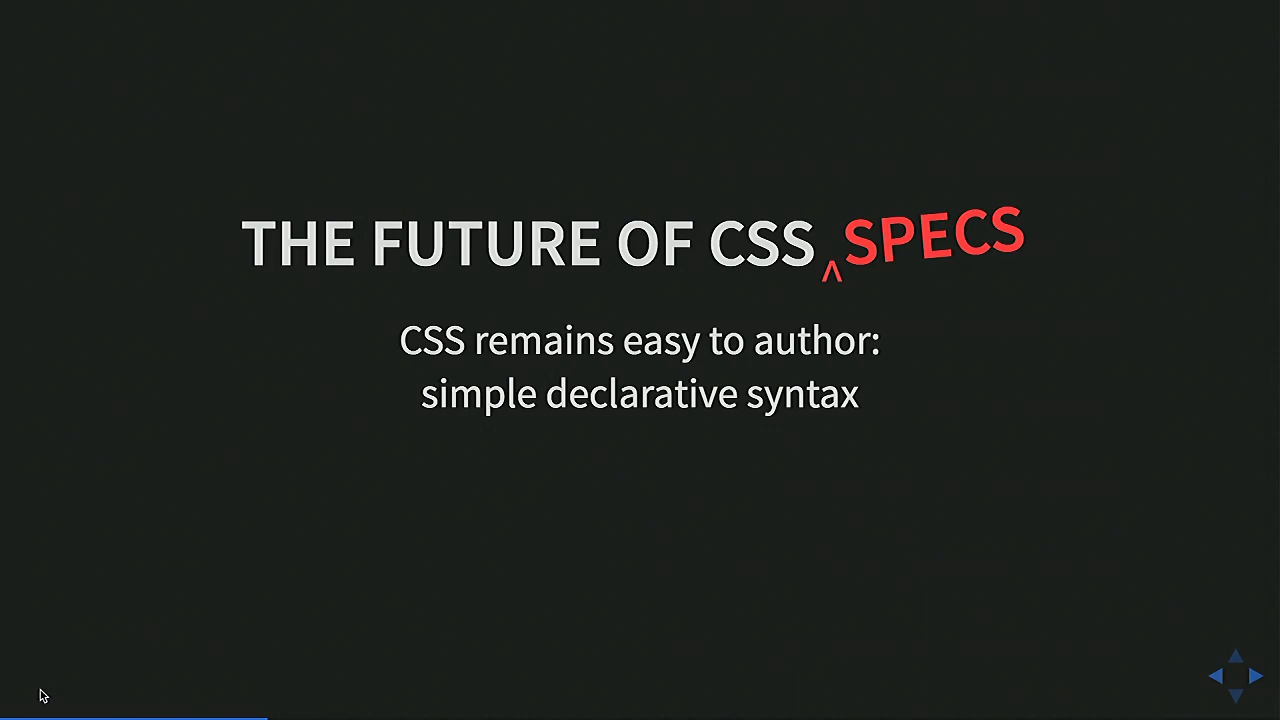 THE FUTURE OF CSS ^ SPECS
CSS remains easy to author:
simple declarative syntax